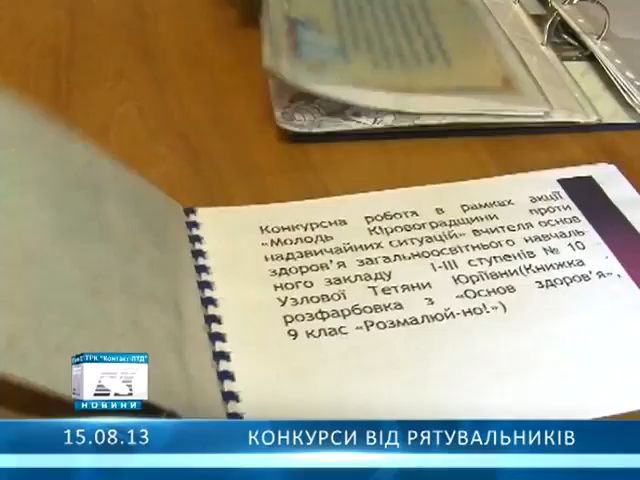 Конкурсна робота в рамках акції
«Молодь Кіровоградщини проти
надзвичайних ситуацій» вчителя основ
здоров'я загальноосвітнього навчаль-
ного закладу І-ІІІ ступенів № 10
Узлової Тетяни Юріївни(Книжка -
розфарбовка з «Основ здоров'я»,
9 клас «Розмалюй-но!»)
ТРК "Контакт-ЛТД"
НОВИНИ
15.08.13 КОНКУРСИ ВІД РЯТУВАЛЬНИКІВ